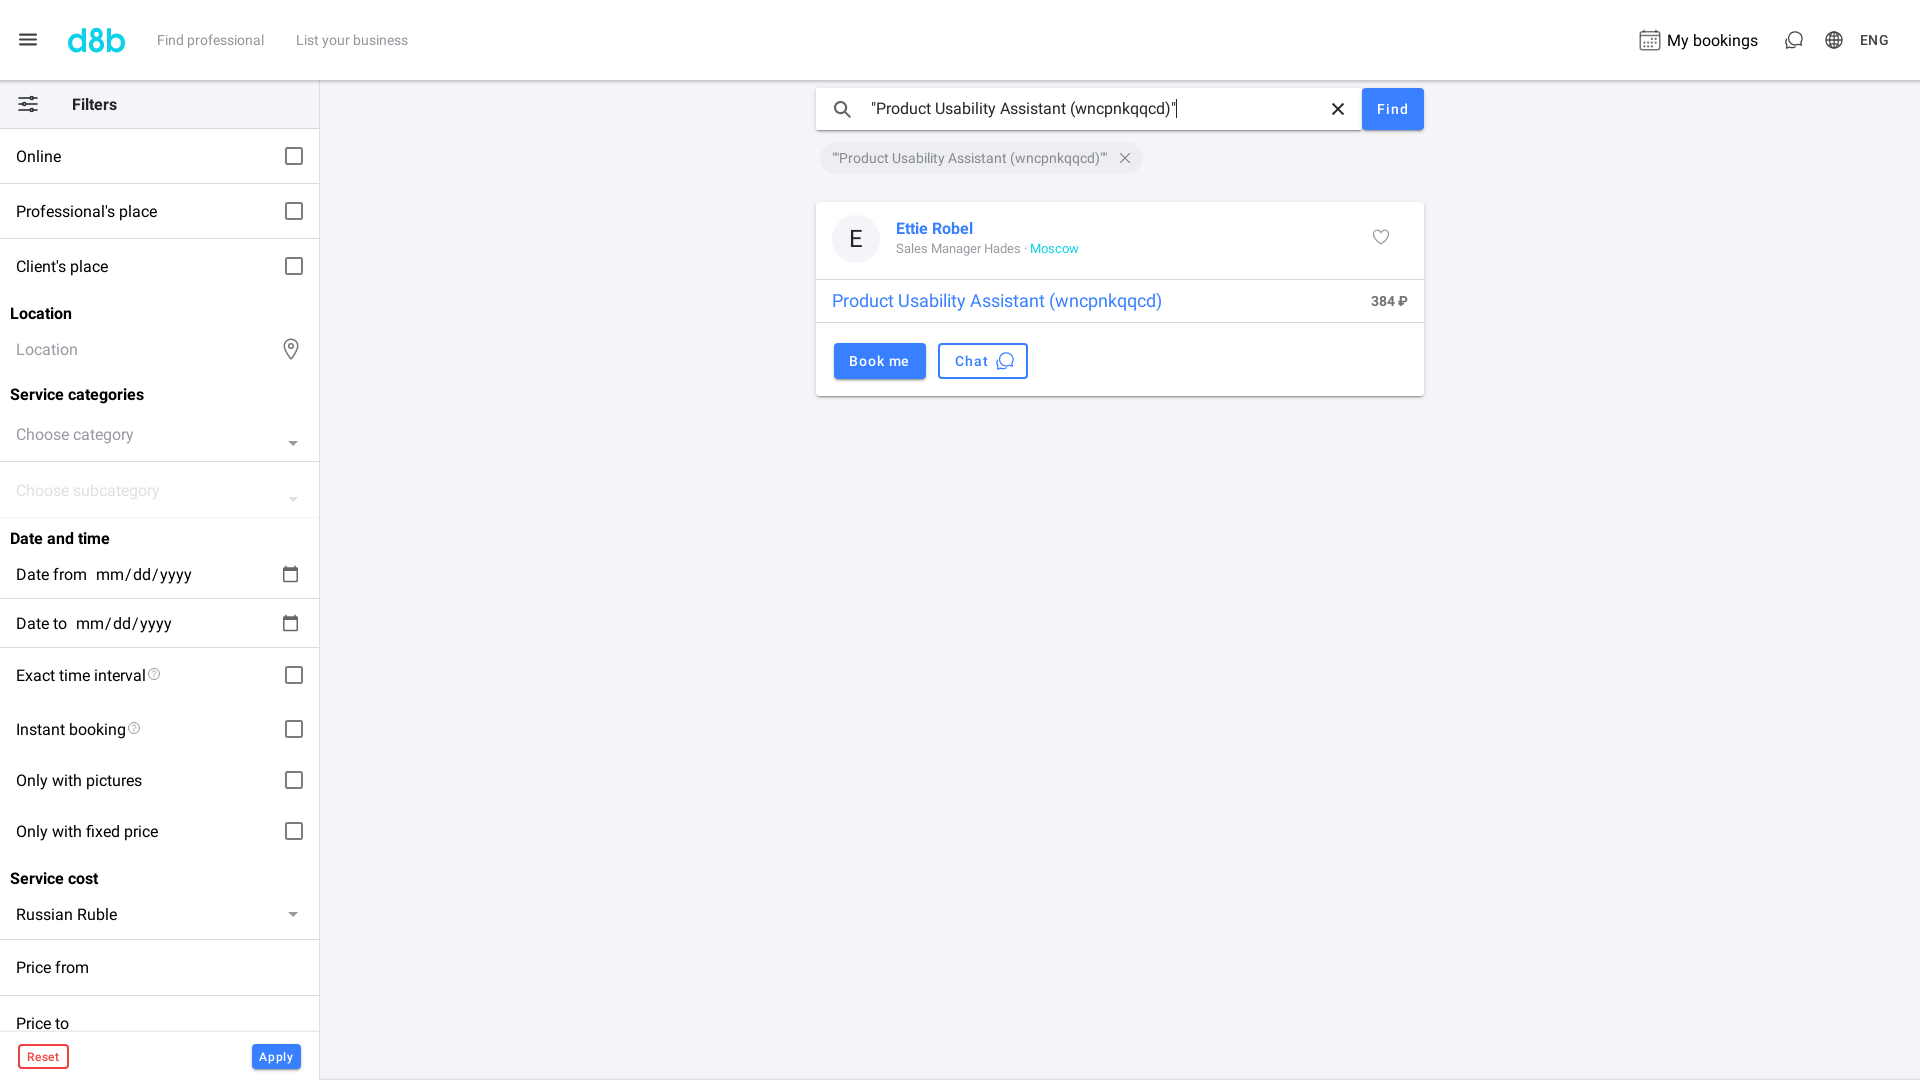 d8b
Find professional
List your business
My bookings
ENG
Filters
Online
Professional's place
Client's place
Location
Location
Service categories
Choose category
Choose subcategory
Date and time
Date from mm/dd/yyyy
Date to mm/dd/yyyy
Exact time interval
Instant booking
Only with pictures
Only with fixed price
Service cost
Russian Ruble
Price from
Price to
Reset
Apply
"Product Usability Assistant (wncpnkqqcd)"
Find
""Product Usability Assistant (wncpnkqqcd)""
E
Ettie Robel
Sales Manager Hades · Moscow
Product Usability Assistant (wncpnkqqcd)
384 ₽
Book me
Chat